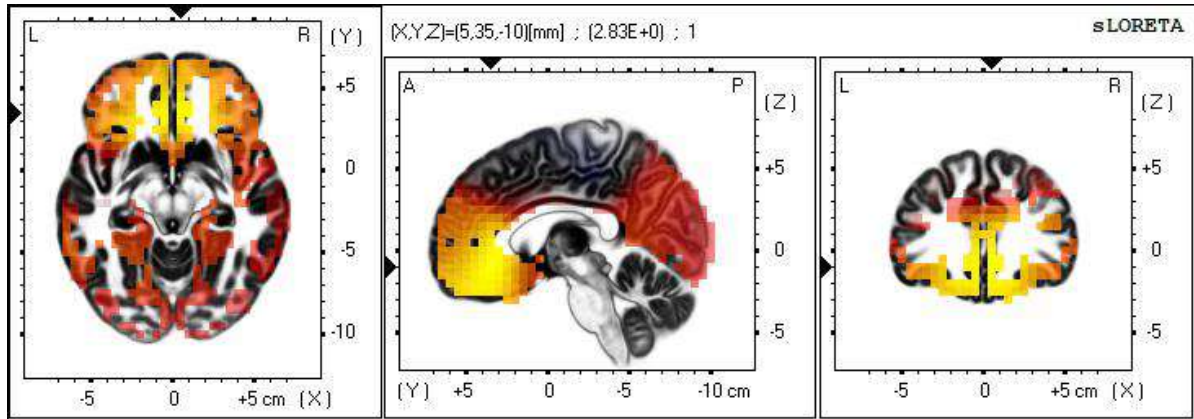 L R (Y)
+5
0
-5
-10
-5 0 +5 cm (X)
(X,Y,Z)=(5,35,-10)[mm] ; (2.83E+0) ; 1
sLORETA
A P (Z)
+5
0
-5
(Y) +5 0 -5 -10 cm
L R (Z)
+5
0
-5
-5 0 +5 cm (X)